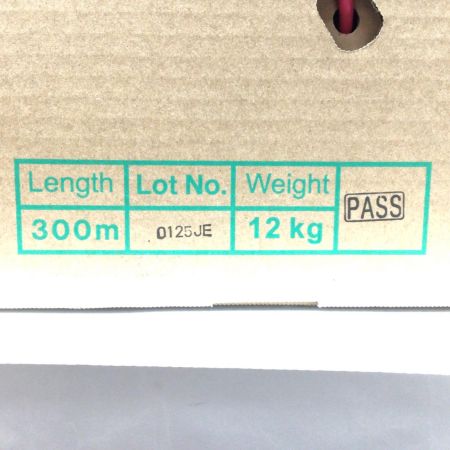 Length Lot No. Weight
PASS
300m 0125JE 12 kg